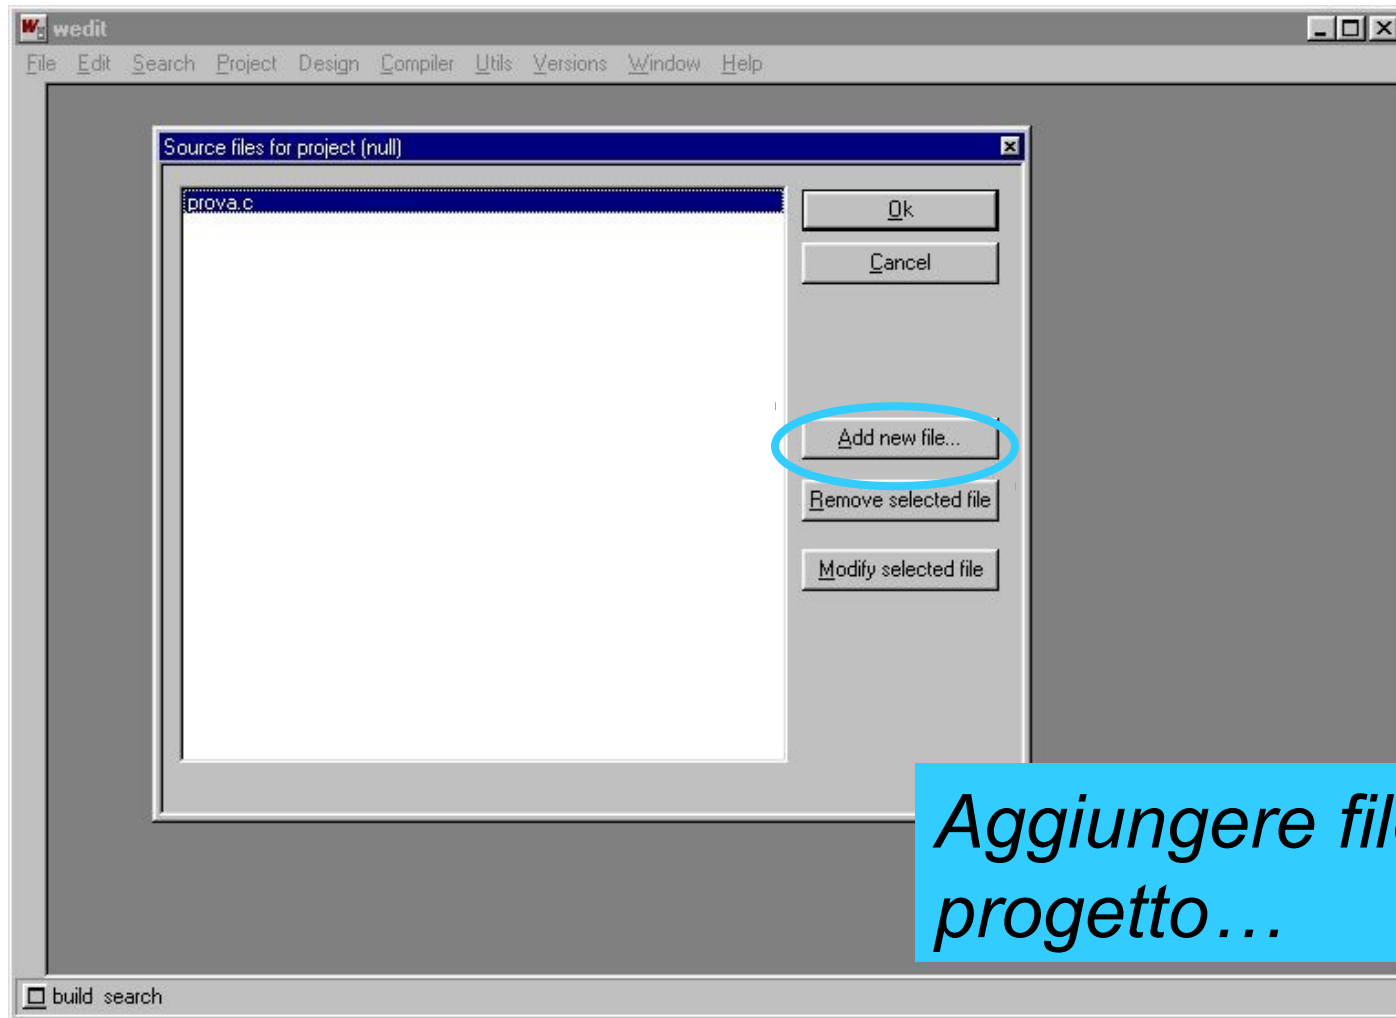 wedit
File Edit Search Project Design Compiler Utils Versions Window Help
Source files for project (null)
prova.c
Ok
Cancel
Add new file...
Remove selected file
Modify selected file
Aggiungere file
progetto…
build search